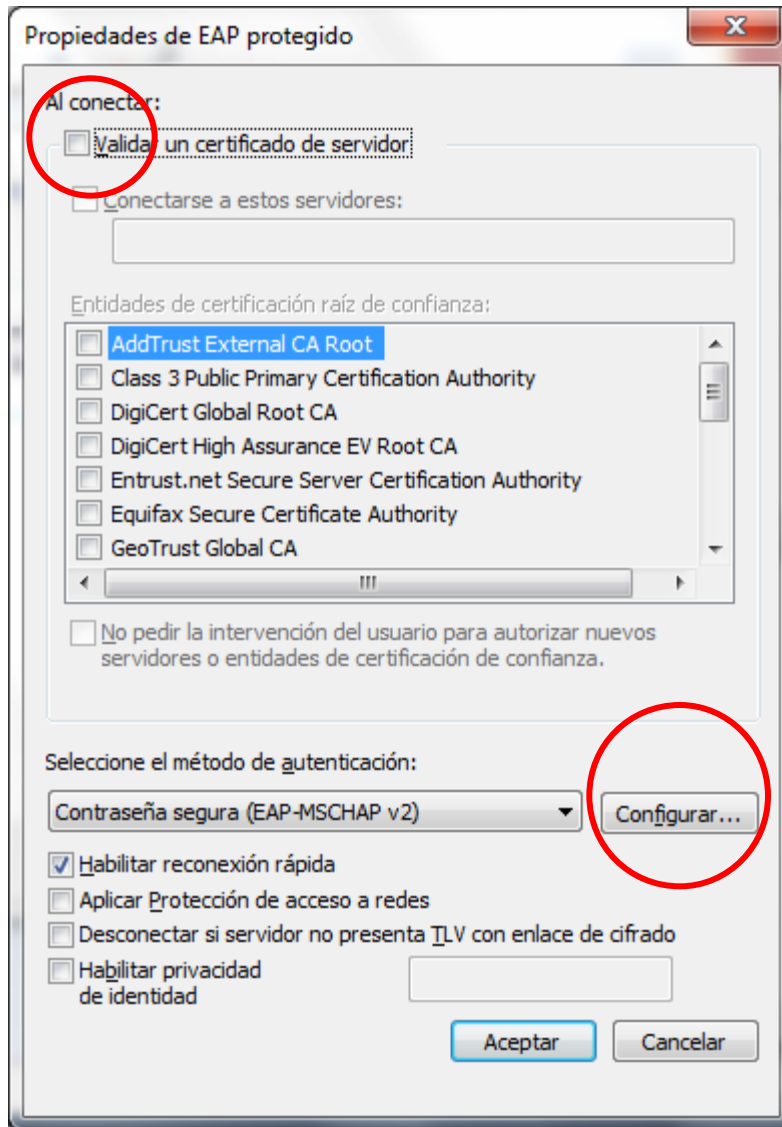 Propiedades de EAP protegido
Al conectar:
Validar un certificado de servidor
Conectarse a estos servidores:
Entidades de certificación raíz de confianza:
AddTrust External CA Root
Class 3 Public Primary Certification Authority
DigiCert Global Root CA
DigiCert High Assurance EV Root CA
Entrust.net Secure Server Certification Authority
Equifax Secure Certificate Authority
GeoTrust Global CA
No pedir la intervención del usuario para autorizar nuevos
servidores o entidades de certificación de confianza.
Seleccione el método de autenticación:
Contraseña segura (EAP-MSCHAP v2)
Configurar...
Habilitar reconexión rápida
Aplicar Protección de acceso a redes
Desconectar si servidor no presenta TLV con enlace de cifrado
Habilitar privacidad
de identidad
Aceptar
Cancelar